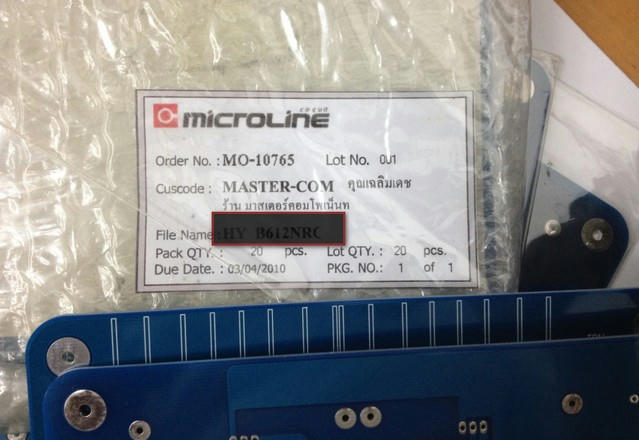 microLine
Order No. : MO-10765 Lot No. 001
Cuscode : MASTER-COM คุณเฉลิมเดช
ร้าน มาสเตอร์คอมโพเน็นท
File Name: HY B612NRC
Pack QTY. : 20 pcs. Lot QTY. : 20 pcs.
Due Date. : 03/04/2010 PKG. NO.: 1 of 1